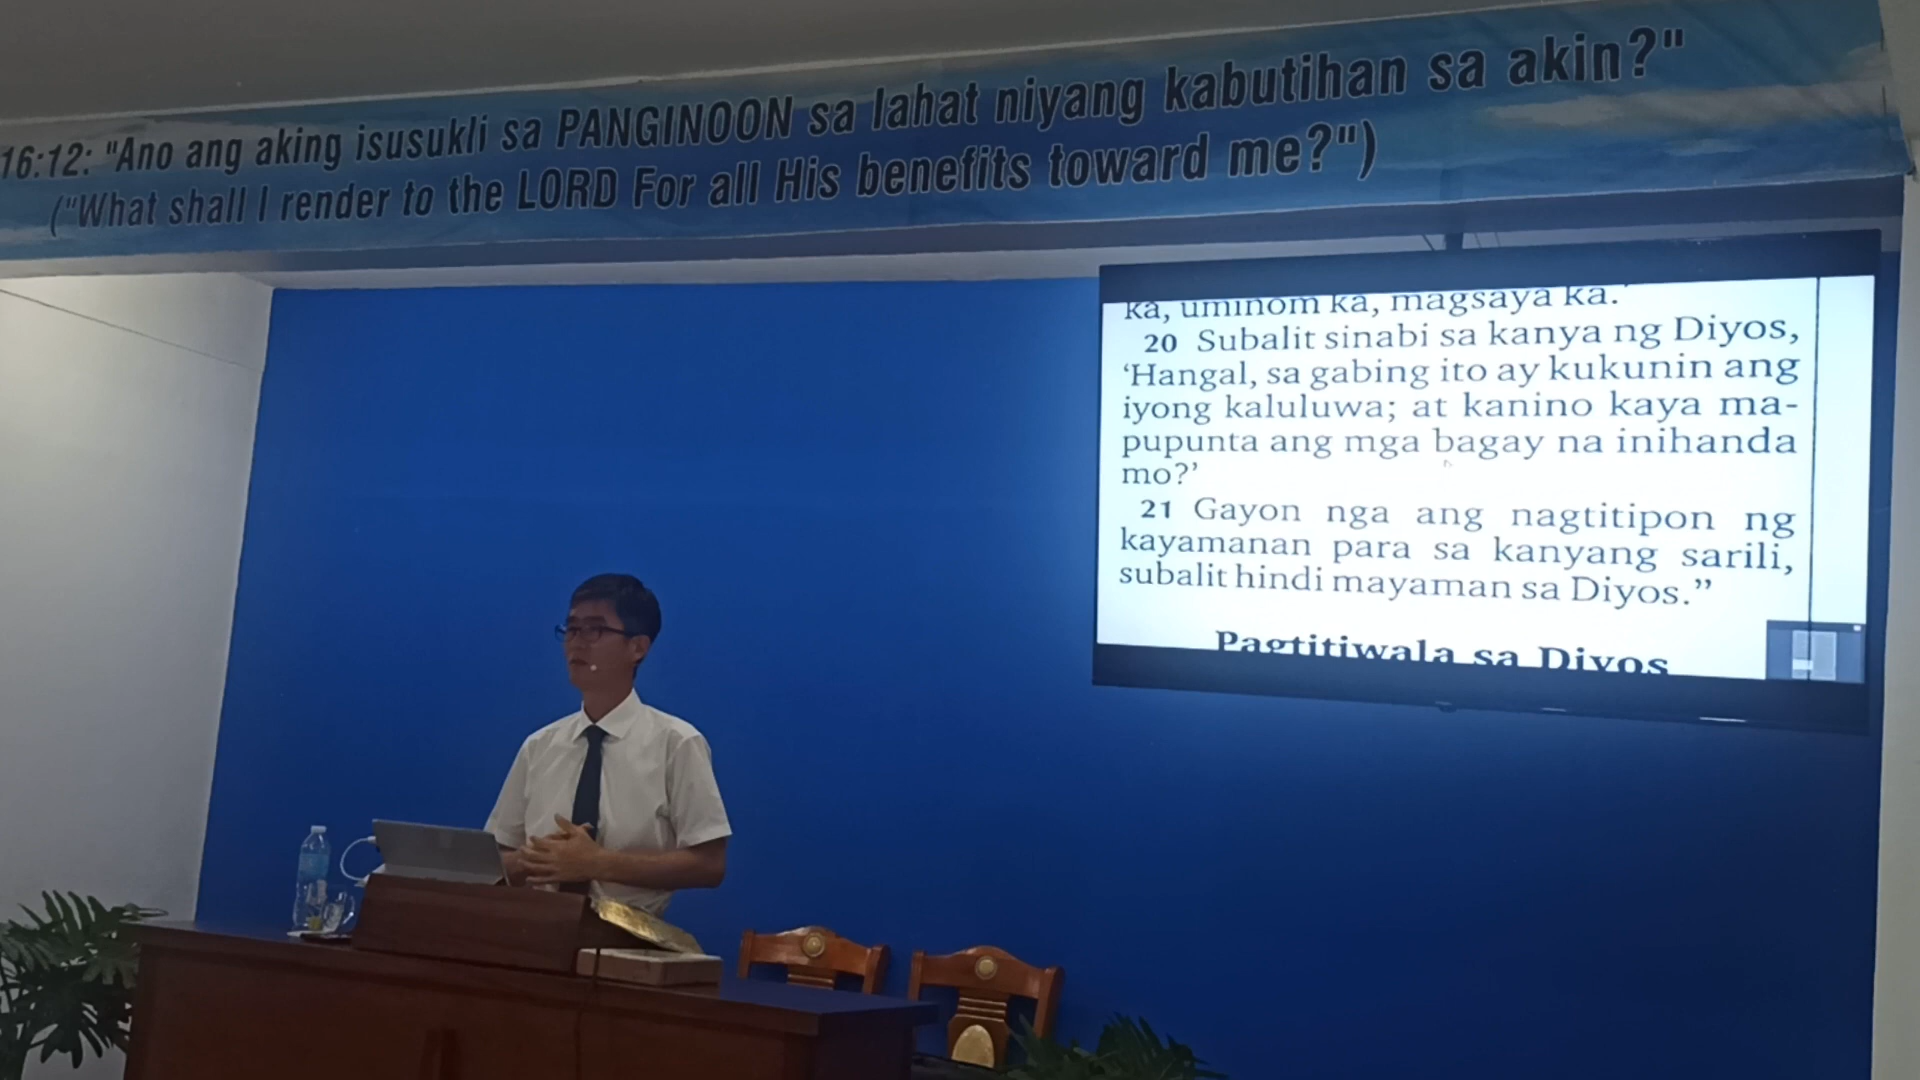 16:12: "Ano ang aking isusukli sa PANGINOON sa lahat niyang kabutihan sa akin?"
("What shall I render to the LORD For all His benefits toward me?")
ka, uminom ka, magsaya ka.’
20 Subalit sinabi sa kanya ng Diyos,
‘Hangal, sa gabing ito ay kukunin ang
iyong kaluluwa; at kanino kaya ma-
pupunta ang mga bagay na inihanda
mo?’
21 Gayon nga ang nagtitipon ng
kayamanan para sa kanyang sarili,
subalit hindi mayaman sa Diyos.”
Pagtitiwala sa Diyos